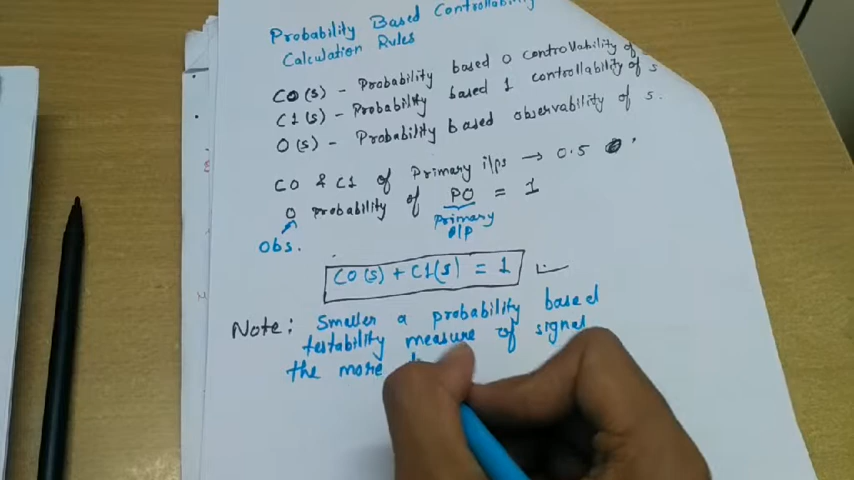 Probability Based Controllability
Calculation Rules
C0(s) - Probability based 0 controllability of
C1(s) - Probability based 1 controllability of s
O(s) - Probability based observability of s.
C0 & C1 of Primary i/ps → 0.5
O probability of PO = 1
Obs.
Primary
o/p
C0(s) + C1(s) = 1
Note: Smaller a probability based
testability measure of signal
the more